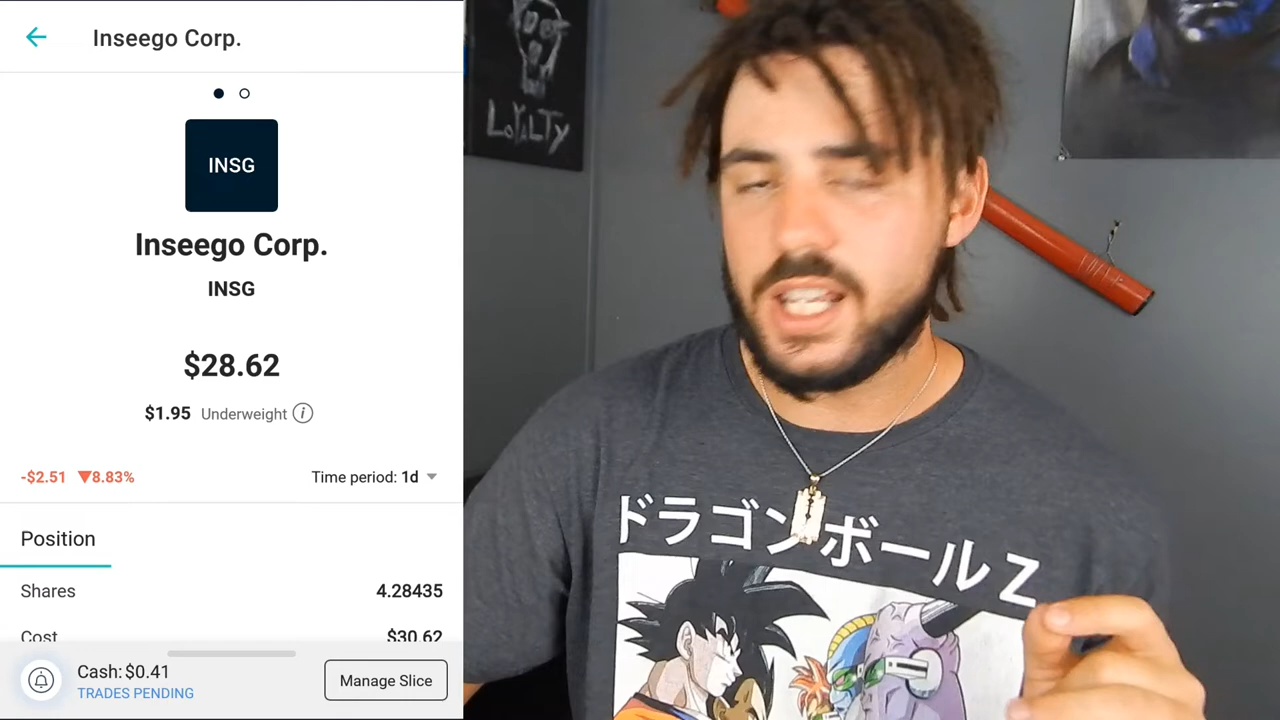 Inseego Corp.
INSG
Inseego Corp.
INSG
$28.62
$1.95 Underweight
-$2.51 ▼8.83%
Time period: 1d
Position
Shares 4.28435
Cost $30.62
Cash: $0.41
TRADES PENDING
Manage Slice
LOYALTY
ドラゴンボールZ